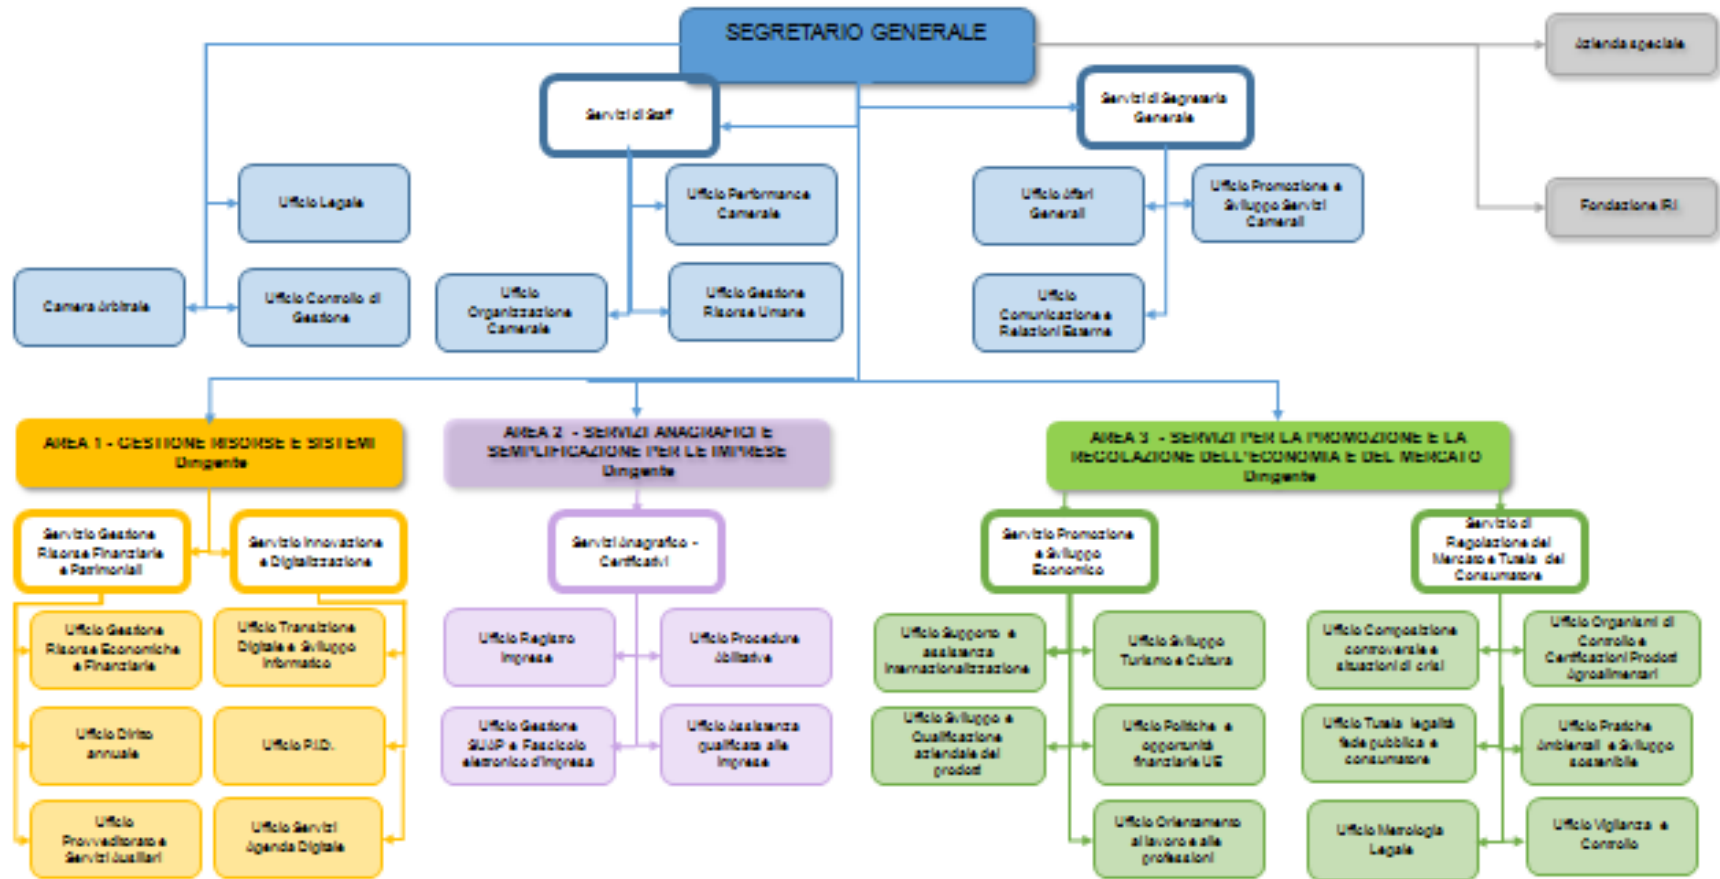 SEGRETARIO GENERALE
Azienda speciale
Servizi di Staff
Servizi di Segreteria
Generale
Ufficio Legale
Ufficio Performance
Camerale
Ufficio Affari
Generali
Ufficio Promozione e
Sviluppo Servizi
Camerali
Fondazione I.R.I.
Camera Arbitrale
Ufficio Controllo di
Gestione
Ufficio
Organizzazione
Camerale
Ufficio Gestione
Risorse Umane
Ufficio
Comunicazione e
Relazioni Esterne
AREA 1 - GESTIONE RISORSE E SISTEMI
Dirigente
AREA 2 - SERVIZI ANAGRAFICI E
SEMPLIFICAZIONE PER LE IMPRESE
Dirigente
AREA 3 - SERVIZI PER LA PROMOZIONE E LA
REGOLAZIONE DELL'ECONOMIA E DEL MERCATO
Dirigente
Servizio Gestione
Risorse Finanziarie
e Patrimoniali
Servizio Innovazione
e Digitalizzazione
Servizi Anagrafico -
Certificativi
Servizio Promozione
e Sviluppo
Economico
Servizio di
Regolazione del
Mercato e Tutela del
Consumatore
Ufficio Gestione
Risorse Economiche
e Finanziarie
Ufficio Transizione
Digitale e Sviluppo
Informatico
Ufficio Registro
Imprese
Ufficio Procedure
Abilitative
Ufficio Supporto e
assistenza
Internazionalizzazione
Ufficio Sviluppo
Turismo e Cultura
Ufficio Composizione
controversie e
situazioni di crisi
Ufficio Organismi di
Controllo e
Certificazioni Prodotti
Agroalimentari
Ufficio Diritto
annuale
Ufficio P.I.D.
Ufficio Gestione
SUAP e Fascicolo
elettronico d'impresa
Ufficio Assistenza
qualificata alle
Imprese
Ufficio Sviluppo e
Qualificazione
aziendale dei
prodotti
Ufficio Politiche e
opportunità
finanziarie UE
Ufficio Tutela legalità
fede pubblica e
consumatore
Ufficio Pratiche
Ambientali e Sviluppo
sostenibile
Ufficio
Provveditorato e
Servizi Ausiliari
Ufficio Servizi
Agenda Digitale
Ufficio Orientamento
al lavoro e alle
professioni
Ufficio Metrologia
Legale
Ufficio Vigilanza e
Controllo